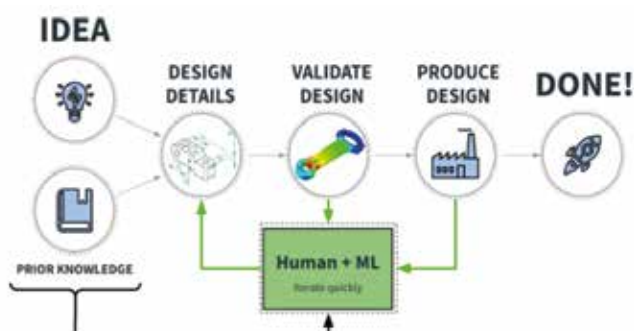 IDEA
DESIGN
DETAILS
VALIDATE
DESIGN
PRODUCE
DESIGN
DONE!
PRIOR KNOWLEDGE
Human + ML
Iterate quickly